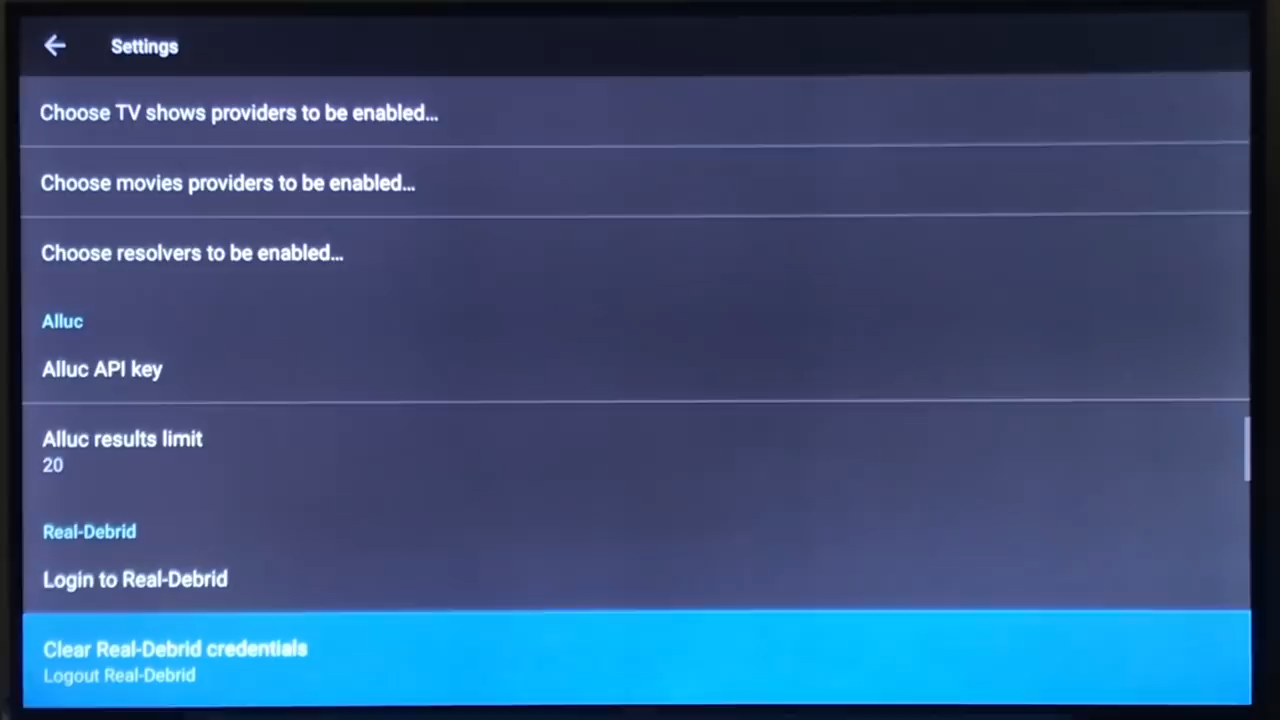 Settings
Choose TV shows providers to be enabled...
Choose movies providers to be enabled...
Choose resolvers to be enabled...
Alluc
Alluc API key
Alluc results limit
20
Real-Debrid
Login to Real-Debrid
Clear Real-Debrid credentials
Logout Real-Debrid